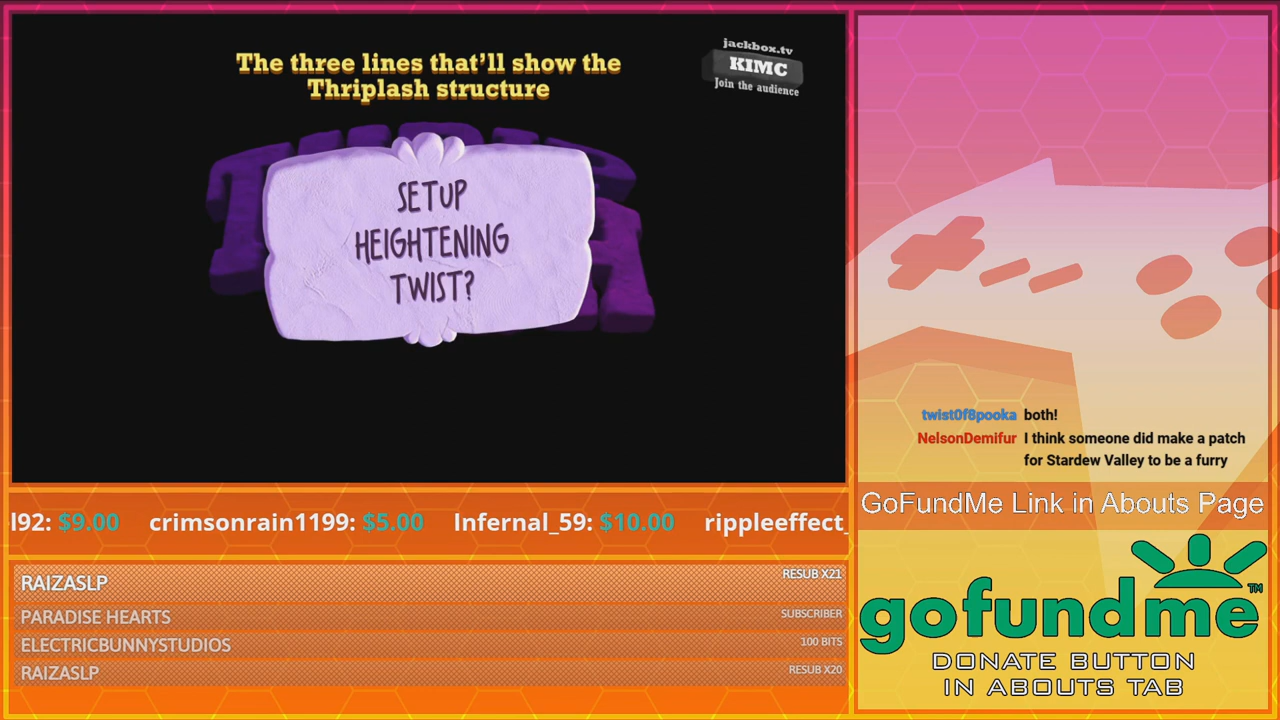 The three lines that'll show the
Thriplash structure
jackbox.tv
KIMC
Join the audience
SETUP
HEIGHTENING
TWIST?
twist0f8pooka both!
NelsonDemifur I think someone did make a patch
for Stardew Valley to be a furry
GoFundMe Link in Abouts Page
l92: $9.00 crimsonrain1199: $5.00 Infernal_59: $10.00 rippleeffect_
RAIZASLP RESUB X21
PARADISE HEARTS SUBSCRIBER
ELECTRICBUNNYSTUDIOS 100 BITS
RAIZASLP RESUB X20
gofundme™
DONATE BUTTON
IN ABOUTS TAB